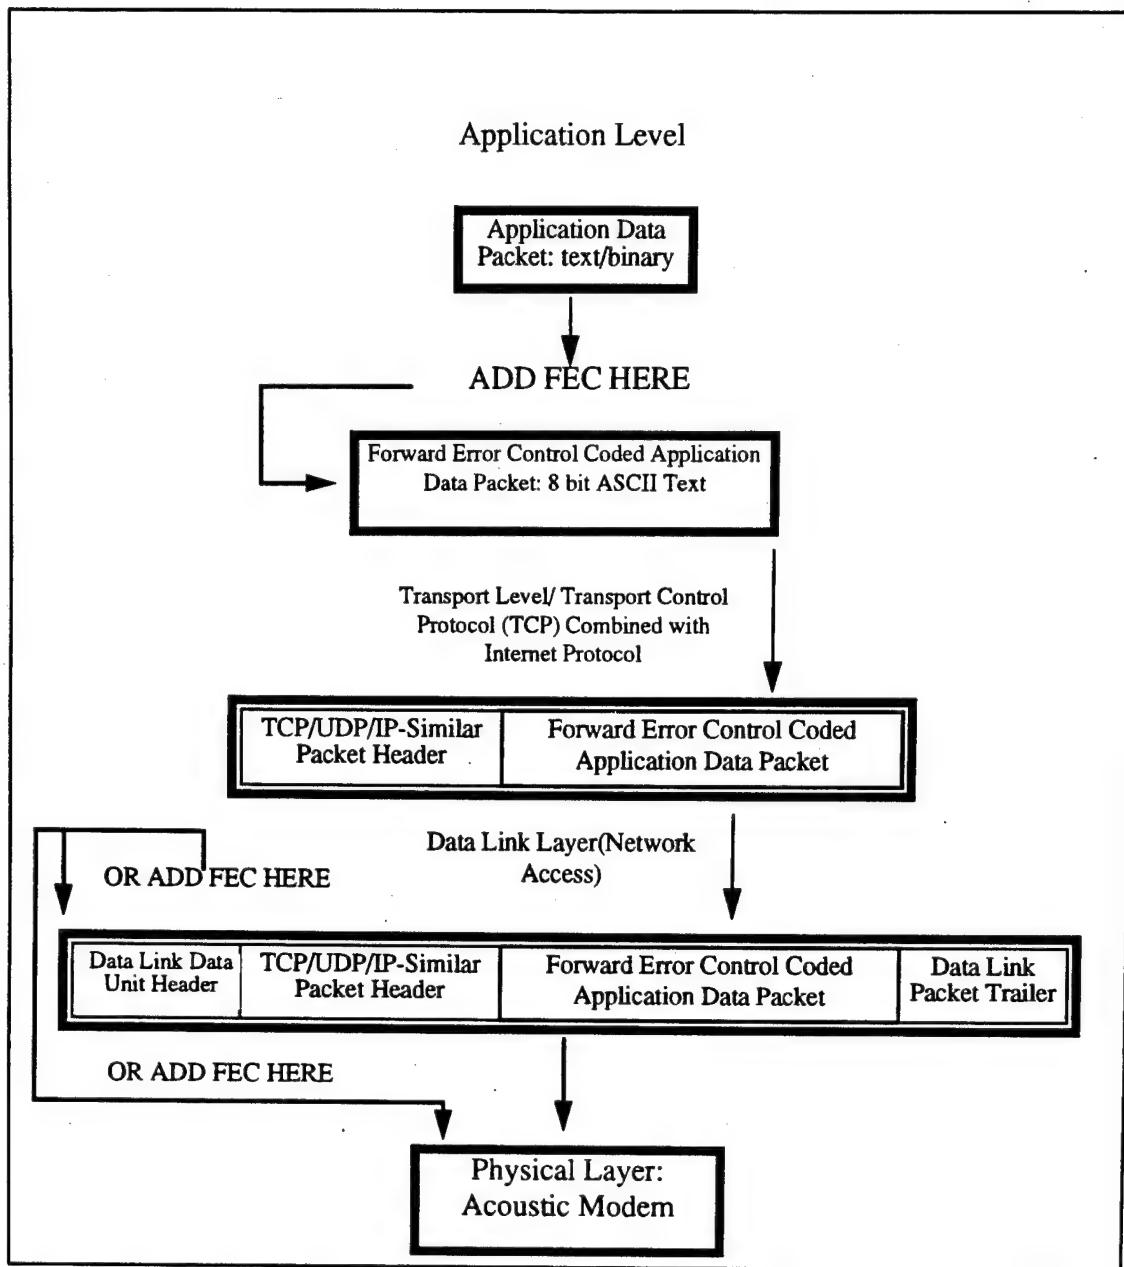 Application Level
Application Data
Packet: text/binary
ADD FEC HERE
Forward Error Control Coded Application
Data Packet: 8 bit ASCII Text
Transport Level/ Transport Control
Protocol (TCP) Combined with
Internet Protocol
TCP/UDP/IP-Similar
Packet Header
Forward Error Control Coded
Application Data Packet
Data Link Layer(Network
Access)
OR ADD FEC HERE
Data Link Data
Unit Header
TCP/UDP/IP-Similar
Packet Header
Forward Error Control Coded
Application Data Packet
Data Link
Packet Trailer
OR ADD FEC HERE
Physical Layer:
Acoustic Modem